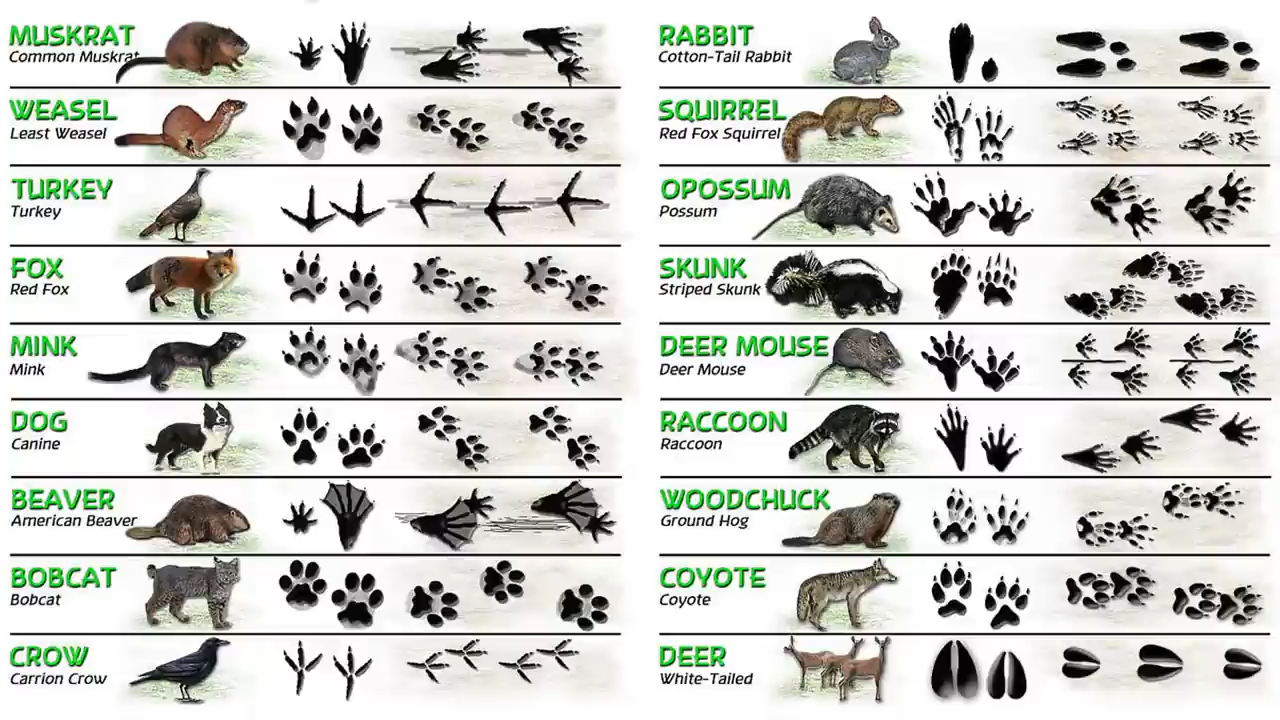 MUSKRAT
Common Muskrat
WEASEL
Least Weasel
TURKEY
Turkey
FOX
Red Fox
MINK
Mink
DOG
Canine
BEAVER
American Beaver
BOBCAT
Bobcat
CROW
Carrion Crow
RABBIT
Cotton-Tail Rabbit
SQUIRREL
Red Fox Squirrel
OPOSSUM
Possum
SKUNK
Striped Skunk
DEER MOUSE
Deer Mouse
RACCOON
Raccoon
WOODCHUCK
Ground Hog
COYOTE
Coyote
DEER
White-Tailed